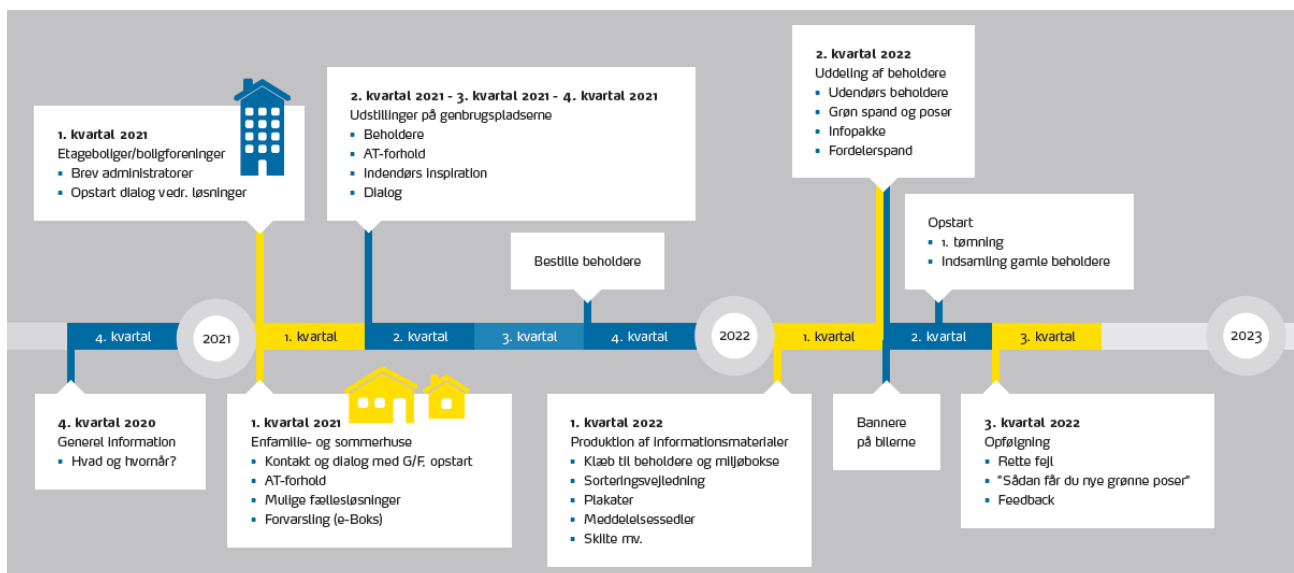 2. kvartal 2022
Uddeling af beholdere
Udendørs beholdere
Grøn spand og poser
Infopakke
Fordelerspand
2. kvartal 2021 - 3. kvartal 2021 - 4. kvartal 2021
Udstillinger på genbrugspladserne
Beholdere
AT-forhold
Indendørs inspiration
Dialog
1. kvartal 2021
Etageboliger/boligforeninger
Brev administratorer
Opstart dialog vedr. løsninger
Opstart
1. tømning
Indsamling gamle beholdere
Bestille beholdere
4. kvartal
2021
1. kvartal
2. kvartal
3. kvartal
4. kvartal
2022
1. kvartal
2. kvartal
3. kvartal
2023
4. kvartal 2020
Generel information
Hvad og hvornår?
1. kvartal 2021
Enfamilie- og sommerhuse
Kontakt og dialog med G/F, opstart
AT-forhold
Mulige fællesløsninger
Forvarsling (e-Boks)
1. kvartal 2022
Produktion af informationsmaterialer
Klæb til beholdere og miljøbokse
Sorteringsvejledning
Plakater
Meddelelsessedler
Skilte mv.
Bannere
på bilerne
3. kvartal 2022
Opfølgning
Rette fejl
"Sådan får du nye grønne poser"
Feedback